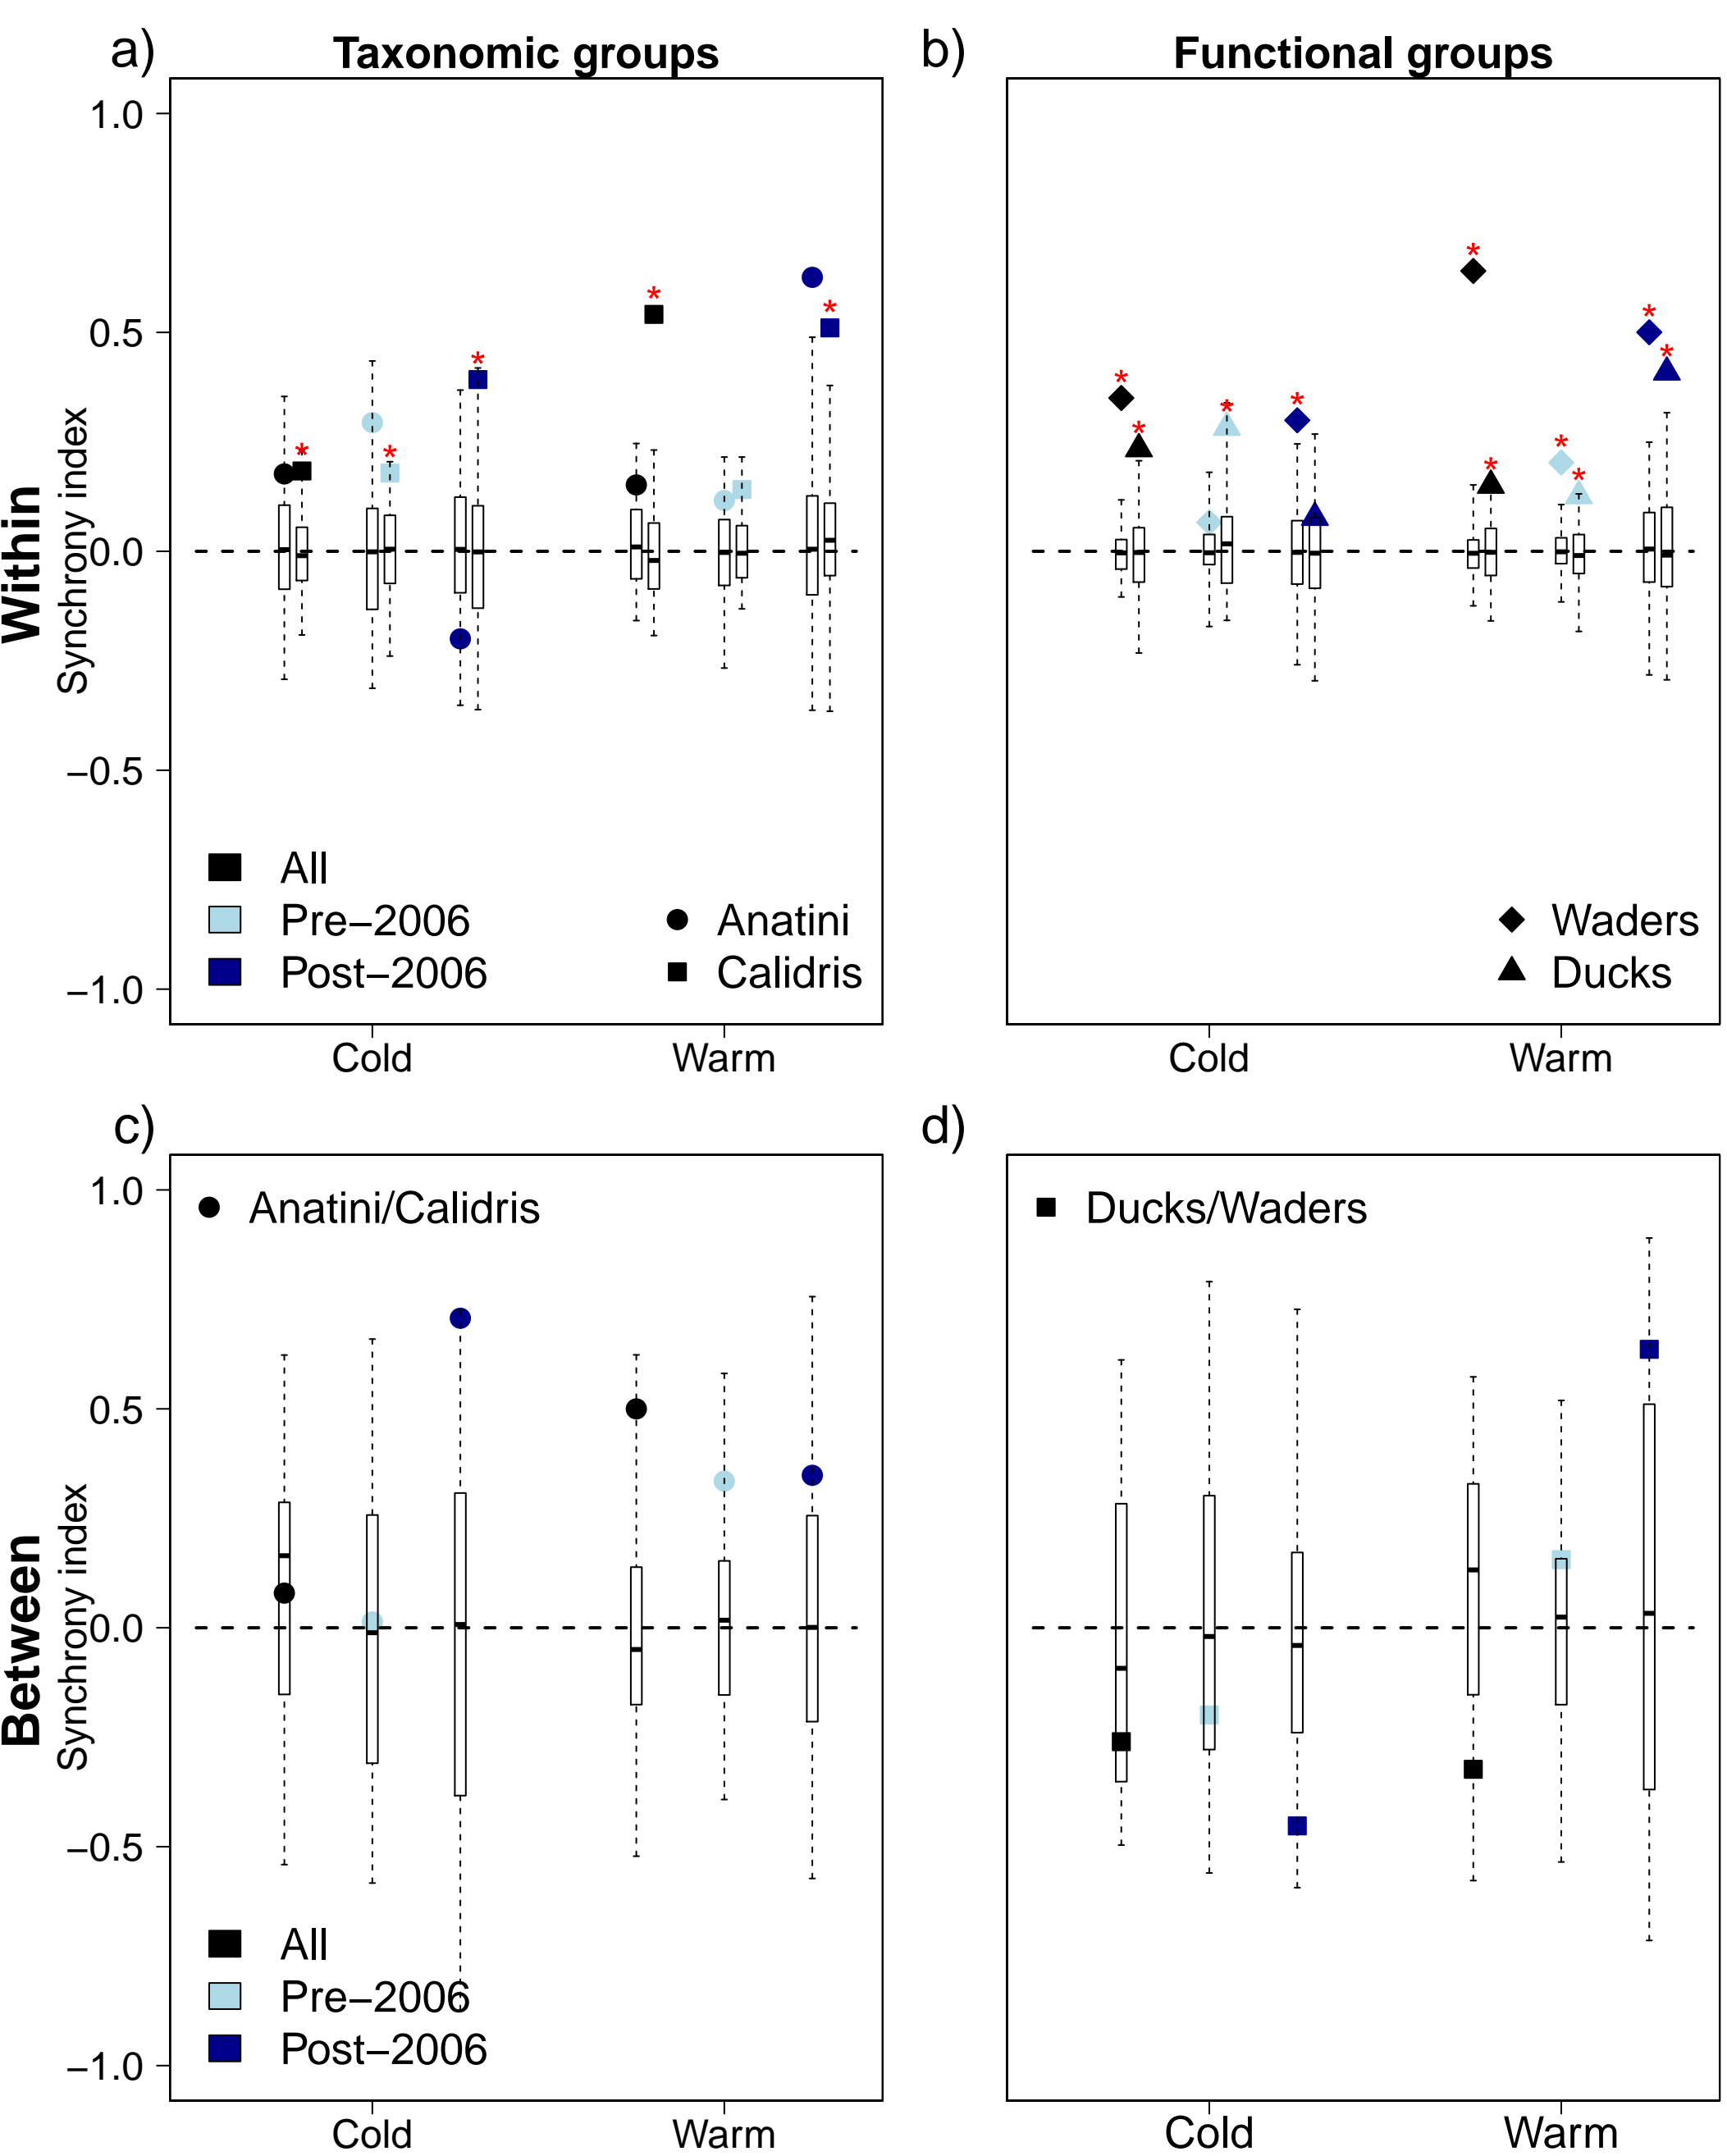 a)
Taxonomic groups
b)
Functional groups
Within
Synchrony index
1.0
0.5
0.0
−0.5
−1.0
* * * * * *
* * * * * * * * * *
All
Pre−2006
Post−2006
Anatini
Calidris
Waders
Ducks
Cold
Warm
Cold
Warm
c)
d)
Between
Synchrony index
1.0
0.5
0.0
−0.5
−1.0
Anatini/Calidris
Ducks/Waders
All
Pre−2006
Post−2006
Cold
Warm
Cold
Warm